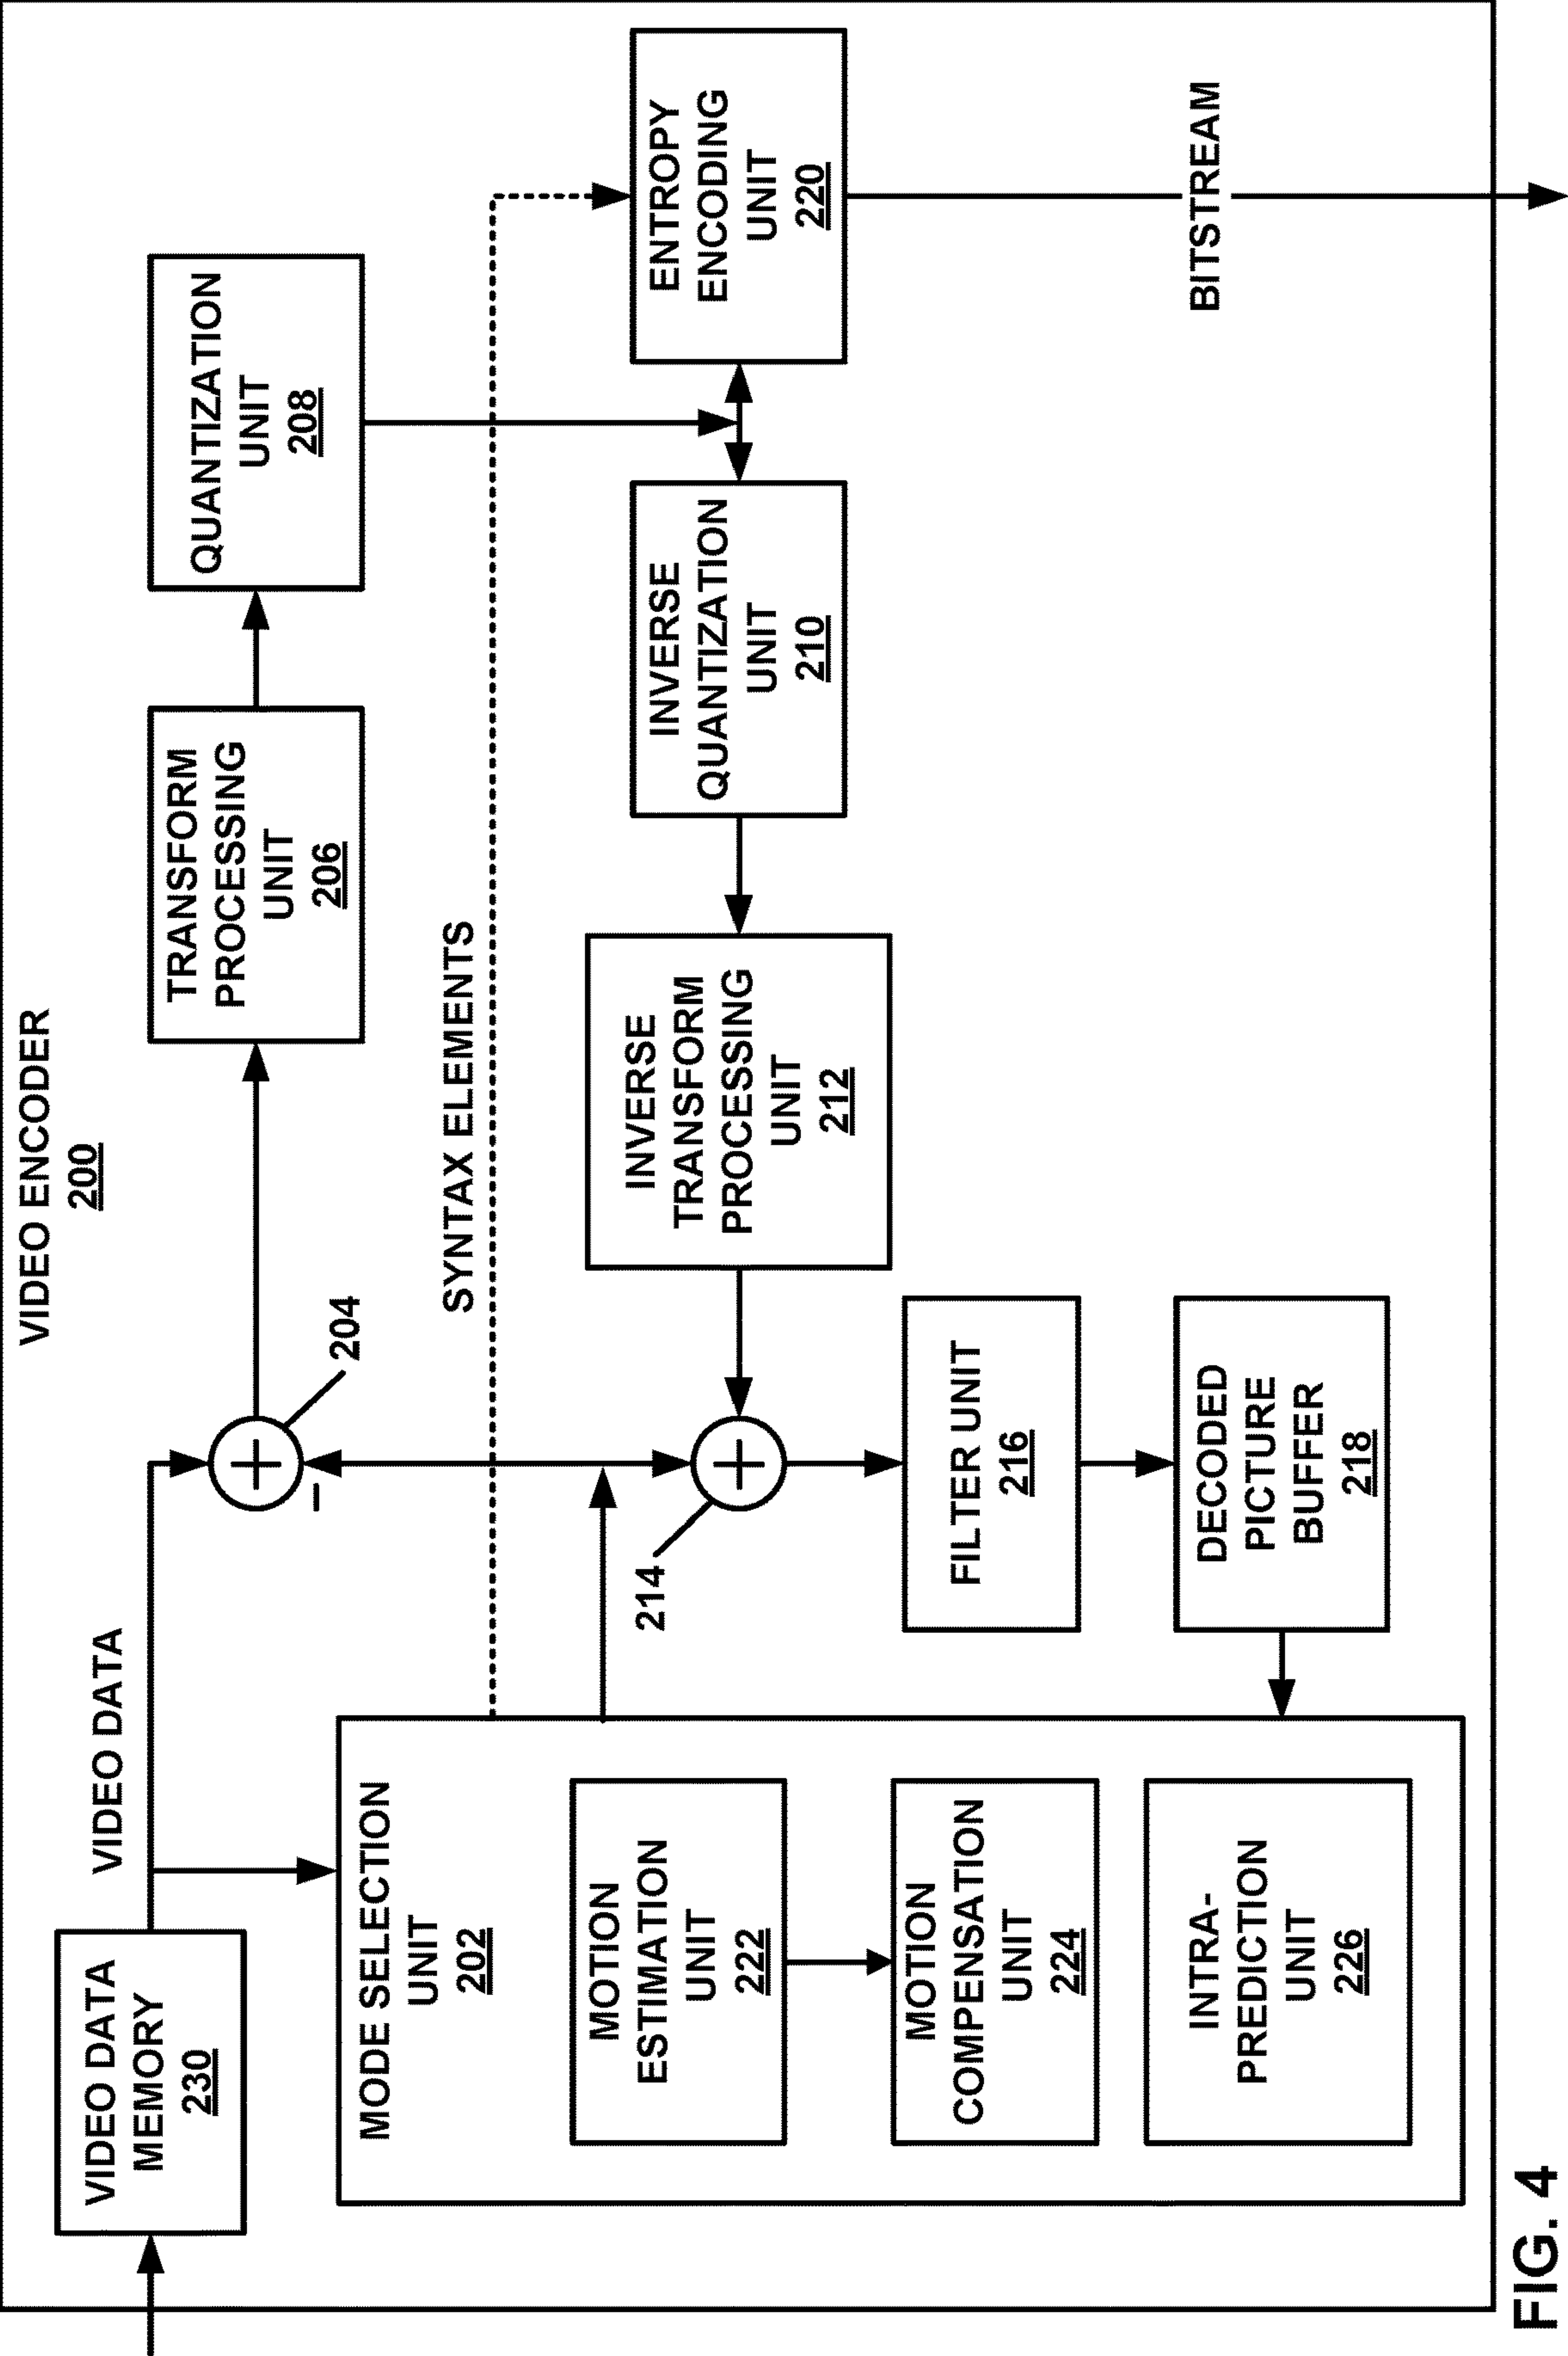 VIDEO ENCODER
200
VIDEO DATA
MEMORY
230
VIDEO DATA
204
TRANSFORM
PROCESSING
UNIT
206
QUANTIZATION
UNIT
208
SYNTAX ELEMENTS
MODE SELECTION
UNIT
202
MOTION
ESTIMATION
UNIT
222
MOTION
COMPENSATION
UNIT
224
INTRA-
PREDICTION
UNIT
226
214
INVERSE
TRANSFORM
PROCESSING
UNIT
212
INVERSE
QUANTIZATION
UNIT
210
ENTROPY
ENCODING
UNIT
220
FILTER UNIT
216
DECODED
PICTURE
BUFFER
218
BITSTREAM
FIG. 4